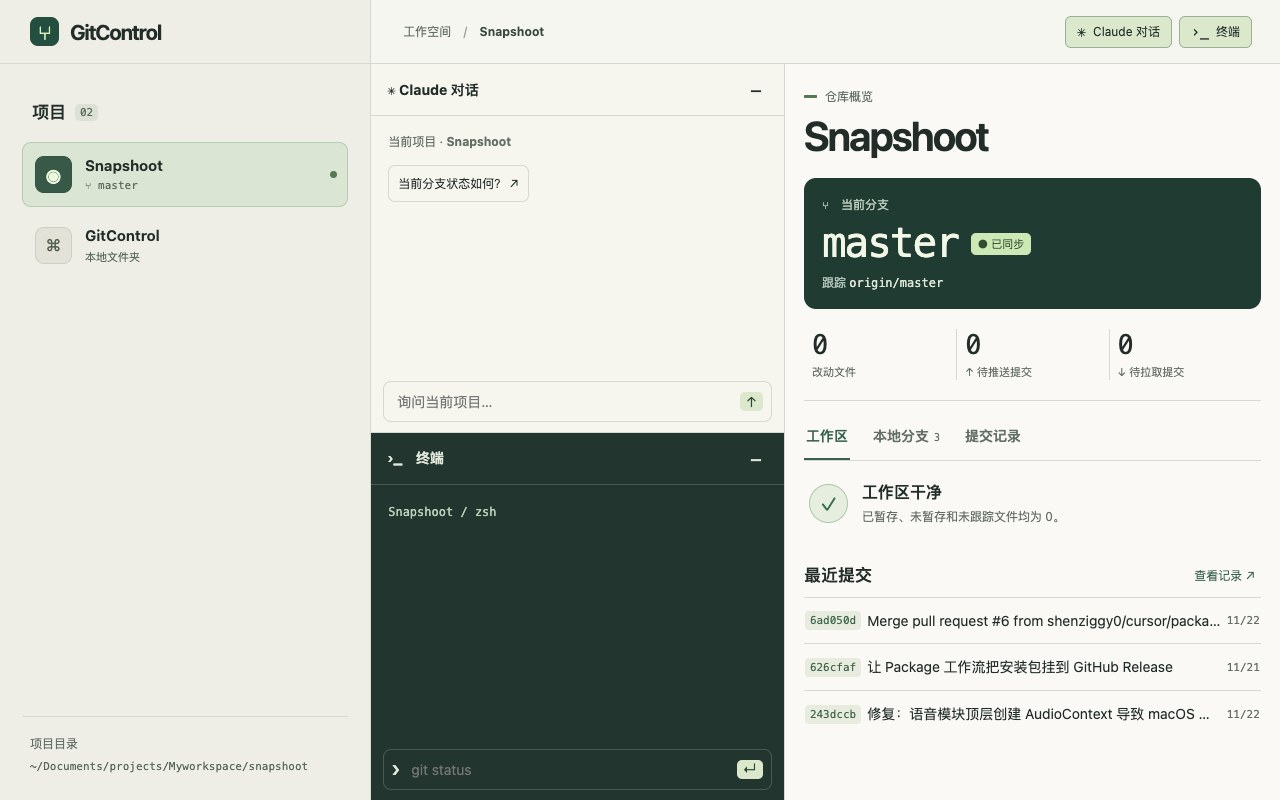 GitControl
工作空间 / Snapshoot
Claude 对话
终端
项目 02
Snapshoot
master
GitControl
本地文件夹
项目目录
~/Documents/projects/Myworkspace/snapshoot
Claude 对话
当前项目 · Snapshoot
当前分支状态如何? ↗
询问当前项目...
终端
Snapshoot / zsh
git status
仓库概览
Snapshoot
当前分支
master 已同步
跟踪 origin/master
0 改动文件
0 ↑ 待推送提交
0 ↓ 待拉取提交
工作区 本地分支 3 提交记录
工作区干净
已暂存、未暂存和未跟踪文件均为 0。
最近提交 查看记录 ↗
6ad050d Merge pull request #6 from shenziggy0/cursor/packa... 11/22
626cfaf 让 Package 工作流把安装包挂到 GitHub Release 11/21
243dccb 修复：语音模块顶层创建 AudioContext 导致 macOS ... 11/22